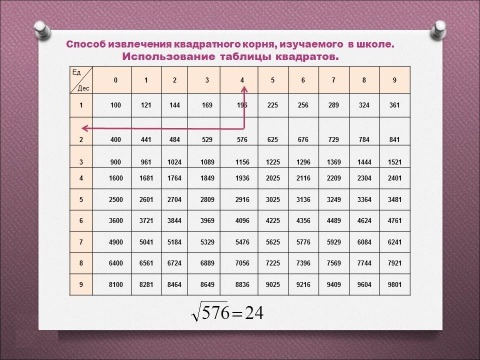 Способ извлечения квадратного корня, изучаемого в школе.
Использование таблицы квадратов.
Ед
Дес
0 1 2 3 4 5 6 7 8 9
1 100 121 144 169 196 225 256 289 324 361
2 400 441 484 529 576 625 676 729 784 841
3 900 961 1024 1089 1156 1225 1296 1369 1444 1521
4 1600 1681 1764 1849 1936 2025 2116 2209 2304 2401
5 2500 2601 2704 2809 2916 3025 3136 3249 3364 3481
6 3600 3721 3844 3969 4096 4225 4356 4489 4624 4761
7 4900 5041 5184 5329 5476 5625 5776 5929 6084 6241
8 6400 6561 6724 6889 7056 7225 7396 7569 7744 7921
9 8100 8281 8464 8649 8836 9025 9216 9409 9604 9801
√576 = 24